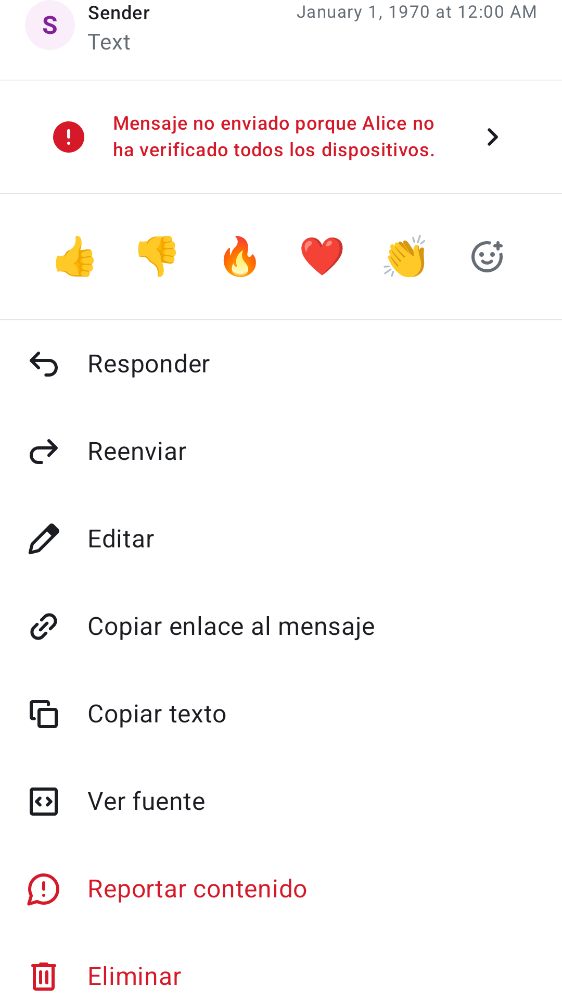 S
Sender
January 1, 1970 at 12:00 AM
Text
Mensaje no enviado porque Alice no
ha verificado todos los dispositivos.
Responder
Reenviar
Editar
Copiar enlace al mensaje
Copiar texto
Ver fuente
Reportar contenido
Eliminar